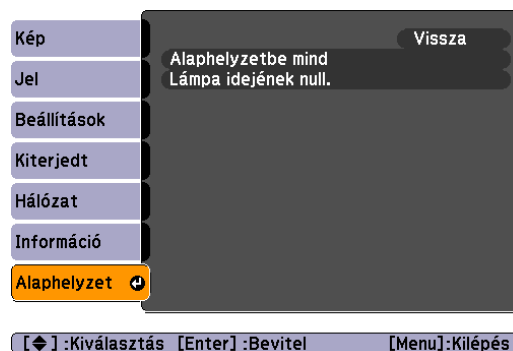 Kép
Jel
Beállítások
Kiterjedt
Hálózat
Információ
Alaphelyzet
Vissza
Alaphelyzetbe mind
Lámpa idejének null.
[◆] :Kiválasztás [Enter] :Bevitel [Menu]:Kilépés